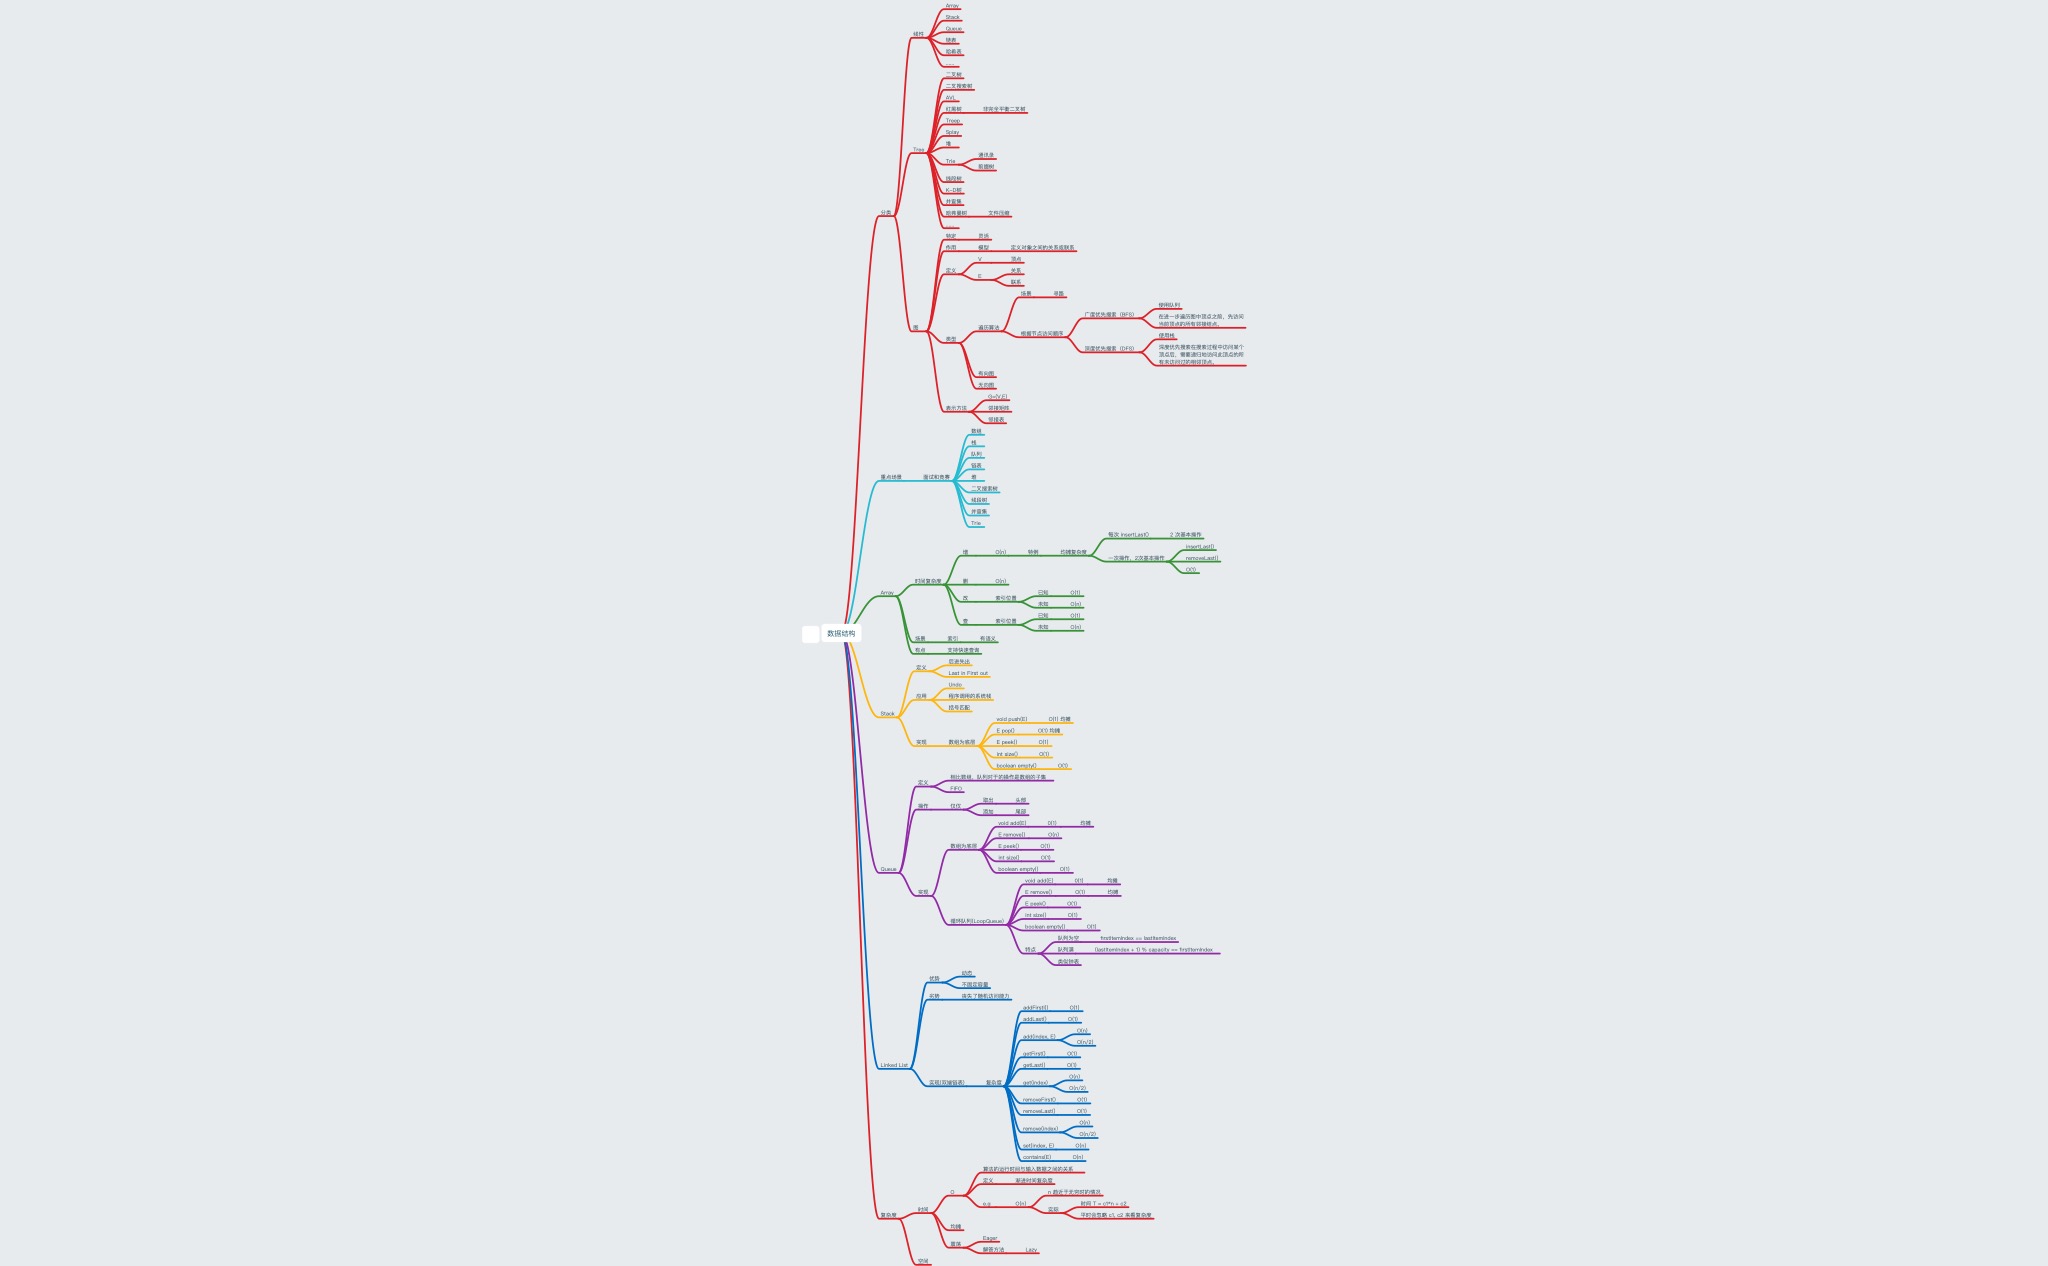 数据结构
分类
线性
Array
Stack
Queue
链表
哈希表
......
Tree
二叉树
二叉搜索树
AVL
红黑树
非完全平衡二叉树
Treap
Splay
堆
Trie
通讯录
前缀树
线段树
K-D树
并查集
哈弗曼树
文件压缩
......
图
作用
模型
定义对象之间的关系或联系
定义
V
顶点
E
关系
联系
类型
遍历算法
场景
寻路
根据节点访问顺序
广度优先搜素（BFS）
使用队列
在进一步遍历图中顶点之前，先访问
当前顶点的所有邻接结点。
深度优先搜素（DFS）
使用栈
深度优先搜索在搜索过程中访问某个
顶点后，需要递归地访问此顶点的所
有未访问过的相邻顶点。
有向图
无向图
表示方法
G=(V,E)
邻接矩阵
邻接表
重点场景
面试和竞赛
数组
栈
队列
链表
堆
二叉搜索树
线段树
并查集
Trie
Array
时间复杂度
增
O(n)
特例
均摊复杂度
每次 insertLast()
2 次基本操作
一次操作，2次基本操作
insertLast()
removeLast()
O(1)
删
O(n)
改
索引位置
已知
O(1)
未知
O(n)
查
索引位置
已知
O(1)
未知
O(n)
场景
索引
有语义
支持快速查询
Stack
定义
后进先出
Last in First out
应用
Undo
程序调用的系统栈
括号匹配
实现
数组为底层
void push(E)
O(1) 均摊
E pop()
O(1) 均摊
E peek()
O(1)
int size()
O(1)
boolean empty()
O(1)
Queue
定义
相比数组，队列对于的操作是数组的子集
FIFO
操作
仅仅
取出
头部
添加
尾部
实现
数组为底层
void add(E)
O(1)
均摊
E remove()
O(n)
E peek()
O(1)
int size()
O(1)
boolean empty()
O(1)
循环队列(LoopQueue)
void add(E)
O(1)
均摊
E remove()
O(1)
均摊
E peek()
O(1)
int size()
O(1)
boolean empty()
O(1)
特点
队列为空
firstItemIndex == lastItemIndex
队列满
(lastItemIndex + 1) % capacity == firstItemIndex
类似钟表
Linked List
优势
动态
不固定容量
劣势
丧失了随机访问能力
实现(双端链表)
复杂度
addFirst()
O(1)
addLast()
O(1)
add(index, E)
O(n)
O(n/2)
getFirst()
O(1)
getLast()
O(1)
get(index)
O(n)
O(n/2)
removeFirst()
O(1)
removeLast()
O(1)
remove(index)
O(n)
O(n/2)
set(index, E)
O(n)
contains(E)
O(n)
复杂度
时间
O
算法的运行时间与输入数据之间的关系
定义
渐进时间复杂度
e.g
O(n)
n 趋近于无穷时的情况
实现
时间 T = c1*n + c2
平时会忽略 c1, c2 来看复杂度
均摊
震荡
Eager
解答方法
Lazy
空间